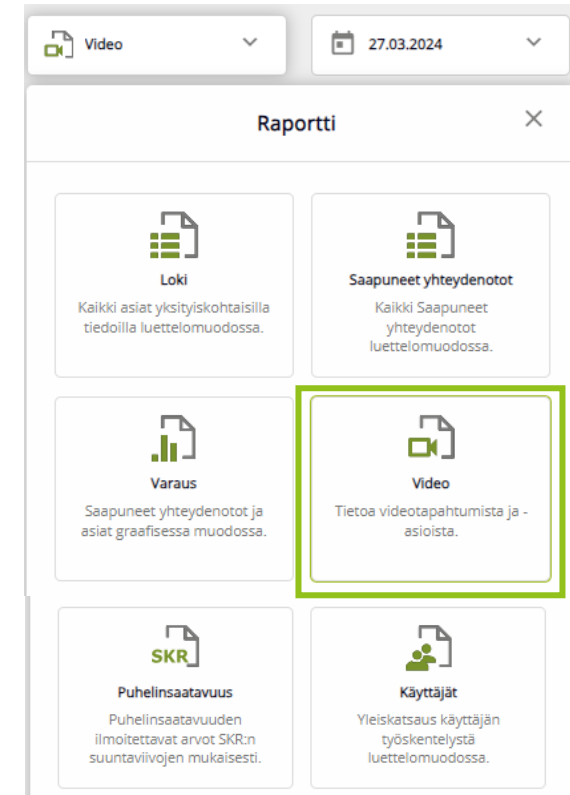 Video
27.03.2024
Raportti
Loki
Kaikki asiat yksityiskohtaisilla
tiedoilla luettelomuodossa.
Saapuneet yhteydenotot
Kaikki Saapuneet
yhteydenotot
luettelomuodossa.
Varaus
Saapuneet yhteydenotot ja
asiat graafisessa muodossa.
Video
Tietoa videotapahtumista ja -
asioista.
SKR
Puhelinsaatavuus
Puhelinsaatavuuden
ilmoitettavat arvot SKR:n
suuntaviivojen mukaisesti.
Käyttäjät
Yleiskatsaus käyttäjän
työskentelystä
luettelomuodossa.